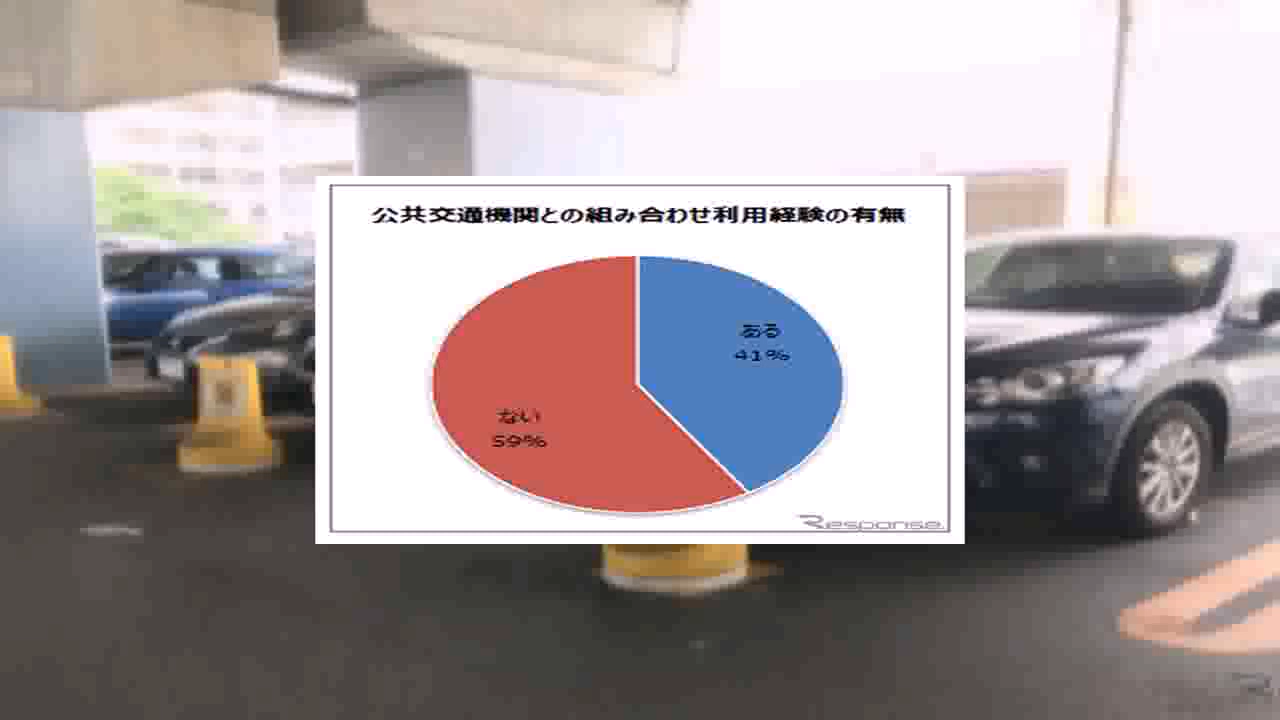 公共交通機関との組み合わせ利用経験の有無
ある
41%
ない
59%
Response.